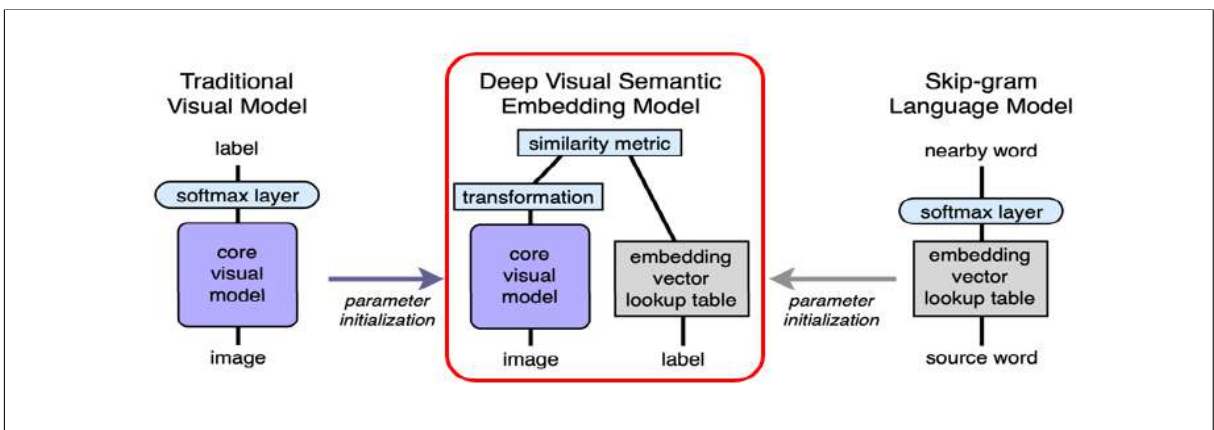 Traditional
Visual Model
label
softmax layer
core
visual
model
image
parameter
initialization
Deep Visual Semantic
Embedding Model
similarity metric
transformation
core
visual
model
image
embedding
vector
lookup table
label
parameter
initialization
Skip-gram
Language Model
nearby word
softmax layer
embedding
vector
lookup table
source word